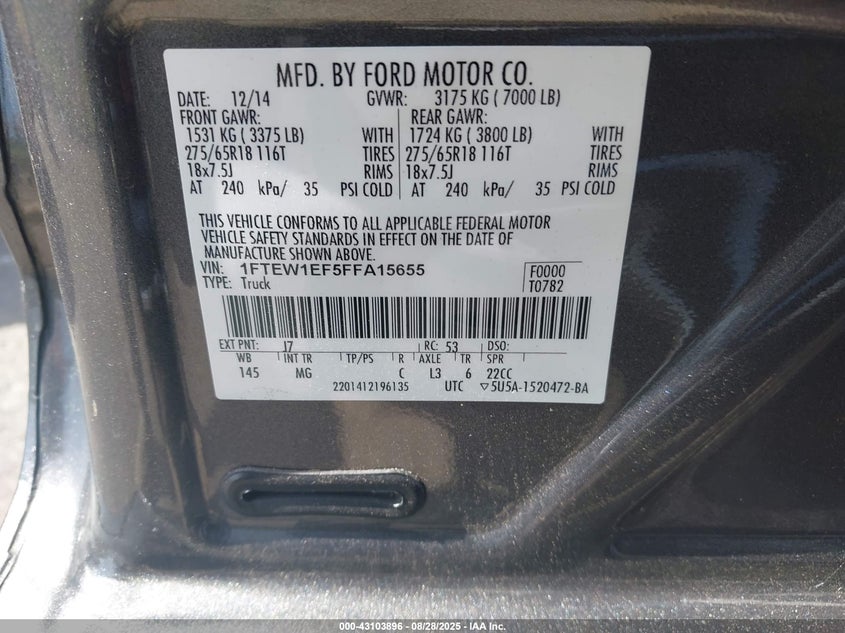 MFD. BY FORD MOTOR CO.
DATE: 12/14 GVWR: 3175 KG ( 7000 LB)
FRONT GAWR: REAR GAWR:
1531 KG ( 3375 LB) WITH 1724 KG ( 3800 LB) WITH
275/65R18 116T TIRES 275/65R18 116T TIRES
18x7.5J RIMS 18x7.5J RIMS
AT 240 kPa/ 35 PSI COLD AT 240 kPa/ 35 PSI COLD
THIS VEHICLE CONFORMS TO ALL APPLICABLE FEDERAL MOTOR
VEHICLE SAFETY STANDARDS IN EFFECT ON THE DATE OF
MANUFACTURE SHOWN ABOVE.
VIN: 1FTEW1EF5FFA15655 F0000
TYPE: Truck T0782
EXT PNT: J7 RC: 53 DSO:
WB INT TR TP/PS R AXLE TR SPR
145 MG C L3 6 22CC
2201412196135 UTC ▽5U5A-1520472-BA
000-43103896 - 08/28/2025 - IAA Inc.